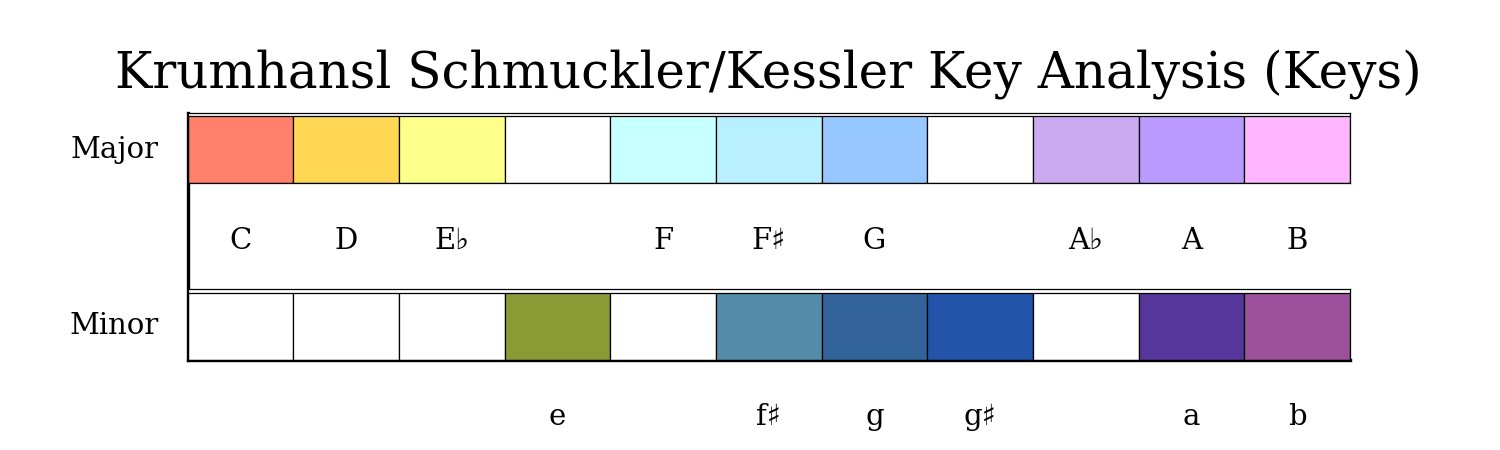 Krumhansl Schmuckler/Kessler Key Analysis (Keys)
Major
C D E♭ F F♯ G A♭ A B
Minor
e f♯ g g♯ a b